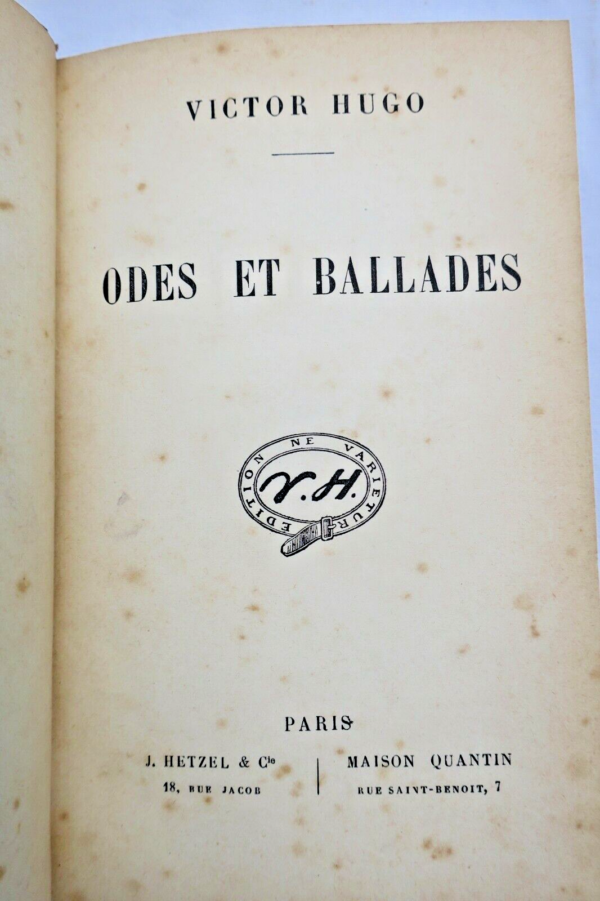 VICTOR HUGO
ODES ET BALLADES
EDITION NE VARIETUR
V.H.
PARIS
J. HETZEL & Cie
18, RUE JACOB
MAISON QUANTIN
RUE SAINT-BENOIT, 7